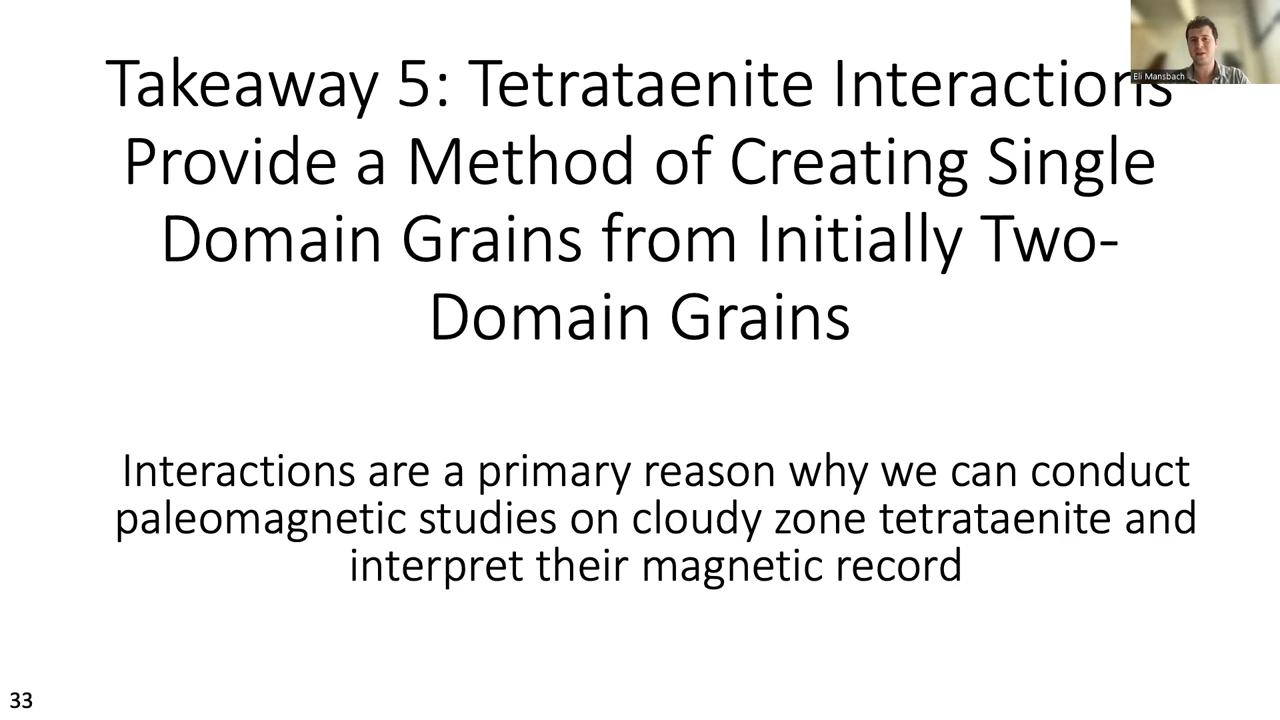 Takeaway 5: Tetrataenite Interactions
Provide a Method of Creating Single
Domain Grains from Initially Two-
Domain Grains
Eli Mansbach
Interactions are a primary reason why we can conduct
paleomagnetic studies on cloudy zone tetrataenite and
interpret their magnetic record
33